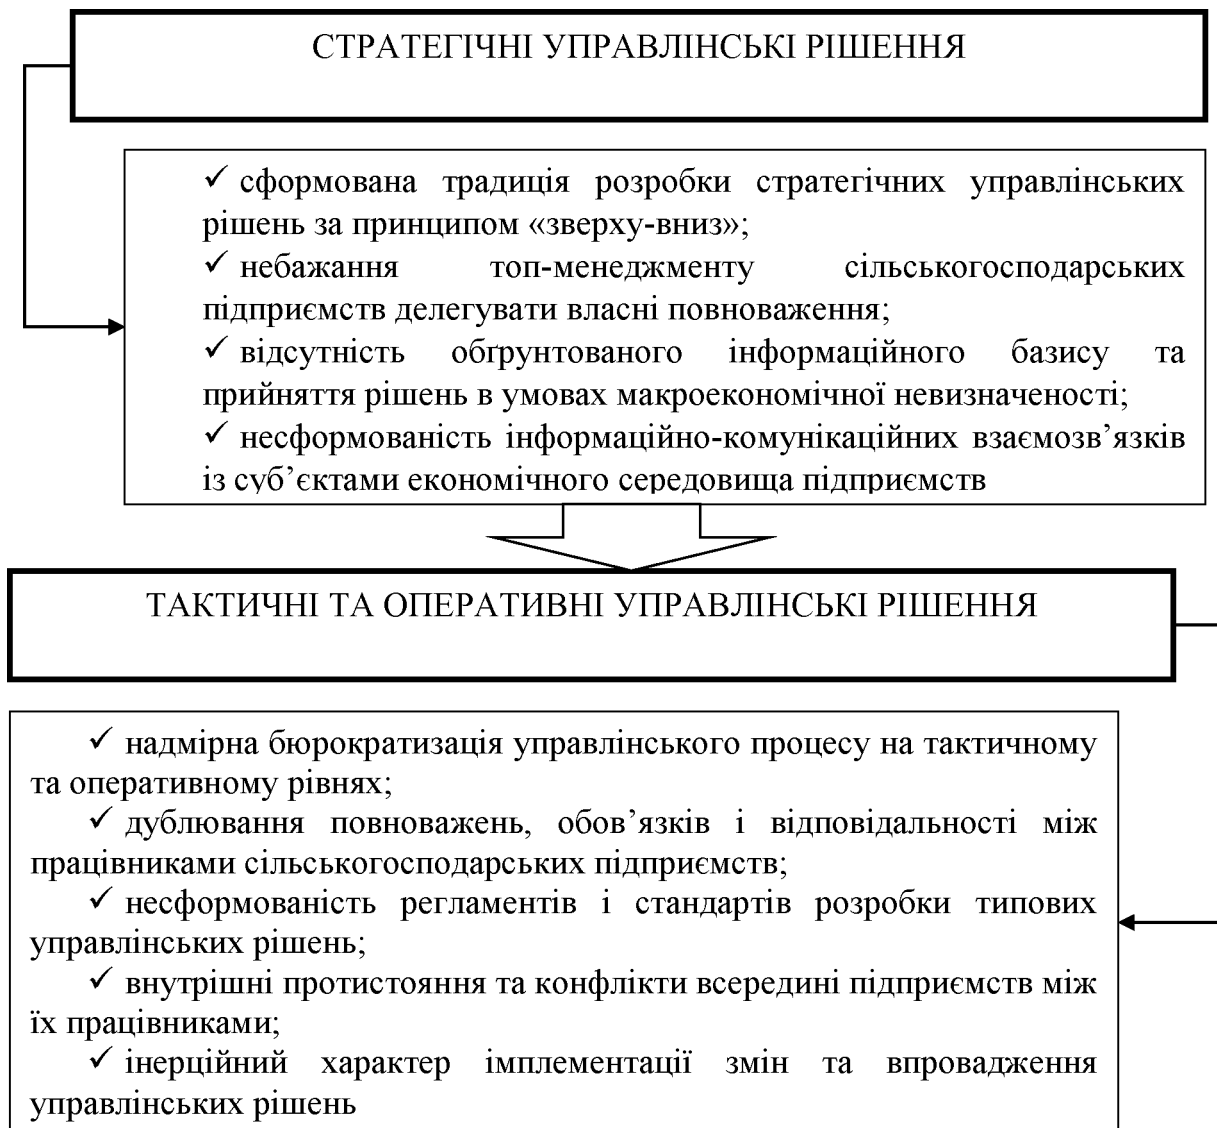 СТРАТЕГІЧНІ УПРАВЛІНСЬКІ РІШЕННЯ
✓ сформована традиція розробки стратегічних управлінських
рішень за принципом «зверху-вниз»;
✓ небажання топ-менеджменту сільськогосподарських
підприємств делегувати власні повноваження;
✓ відсутність обґрунтованого інформаційного базису та
прийняття рішень в умовах макроекономічної невизначеності;
✓ несформованість інформаційно-комунікаційних взаємозв’язків
із суб’єктами економічного середовища підприємств
ТАКТИЧНІ ТА ОПЕРАТИВНІ УПРАВЛІНСЬКІ РІШЕННЯ
✓ надмірна бюрократизація управлінського процесу на тактичному
та оперативному рівнях;
✓ дублювання повноважень, обов’язків і відповідальності між
працівниками сільськогосподарських підприємств;
✓ несформованість регламентів і стандартів розробки типових
управлінських рішень;
✓ внутрішні протистояння та конфлікти всередині підприємств між
їх працівниками;
✓ інерційний характер імплементації змін та впровадження
управлінських рішень